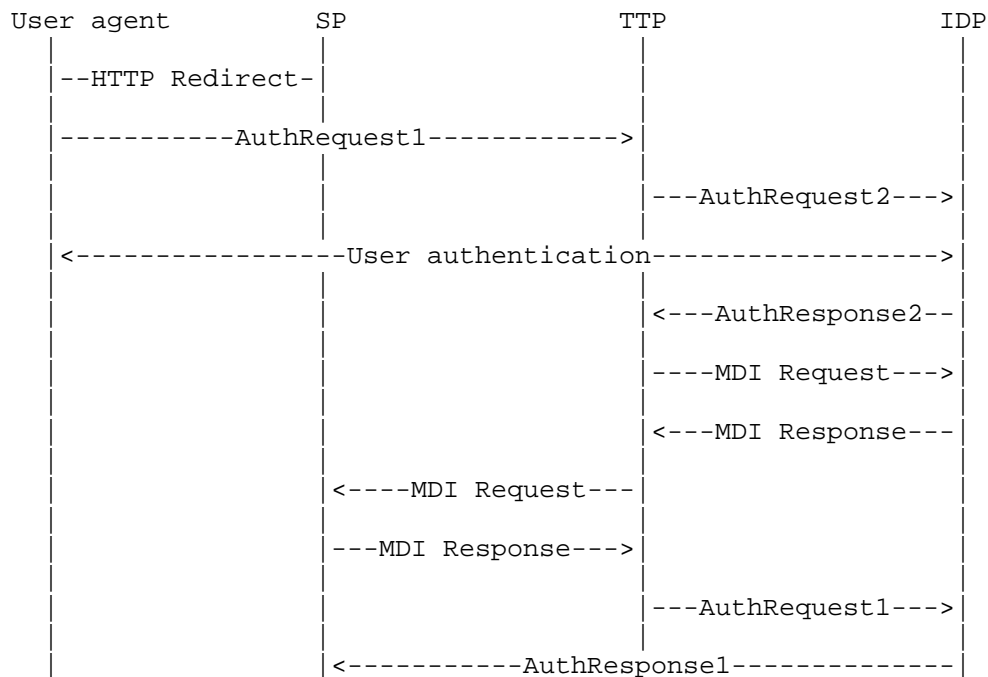 User agent SP TTP IDP
--HTTP Redirect-
-----------AuthRequest1------------>
---AuthRequest2--->
<-----------------User authentication------------------>
<---AuthResponse2--
----MDI Request--->
<---MDI Response---
<----MDI Request---
---MDI Response--->
---AuthRequest1--->
<-----------AuthResponse1--------------